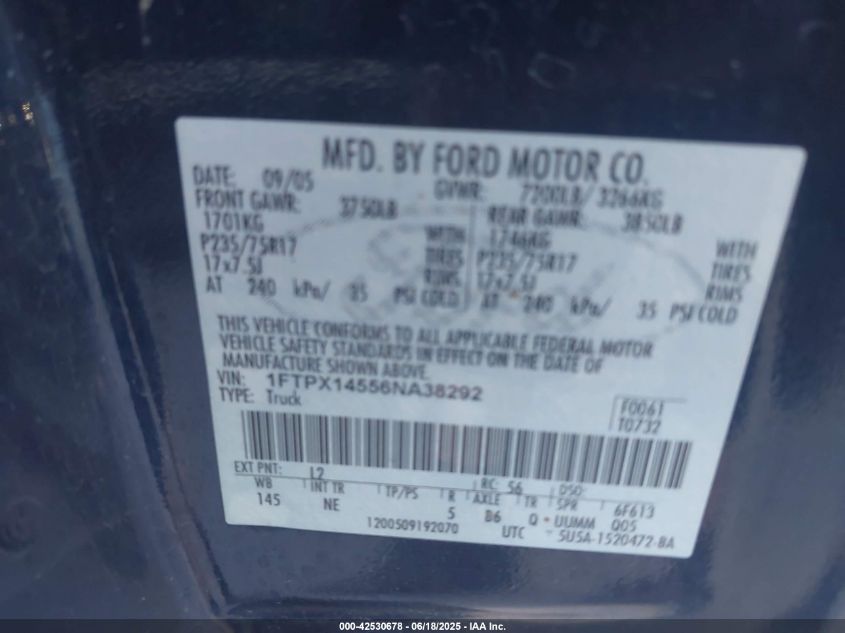 MFD. BY FORD MOTOR CO.
DATE: 09/05 GVWR: 7200LB/ 3266KG
FRONT GAWR: 3750LB REAR GAWR: 3850LB
1701KG WITH 1746KG WITH
P235/75R17 TIRES P235/75R17 TIRES
17x7.5J RIMS 17x7.5J RIMS
AT 240 kPa/ 35 PSI COLD AT 240 kPa/ 35 PSI COLD
THIS VEHICLE CONFORMS TO ALL APPLICABLE FEDERAL MOTOR
VEHICLE SAFETY STANDARDS IN EFFECT ON THE DATE OF
MANUFACTURE SHOWN ABOVE.
VIN: 1FTPX14556NA38292
TYPE: Truck
F0061
T0732
EXT PNT: L2 RC: 56 DSO:
WB INT TR TP/PS R AXLE TR SPR 6F613
145 NE 5 B6 Q UUMM Q05
1200509192070 UTC 5U5A-1520472-BA
000-42530678 - 06/18/2025 - IAA Inc.